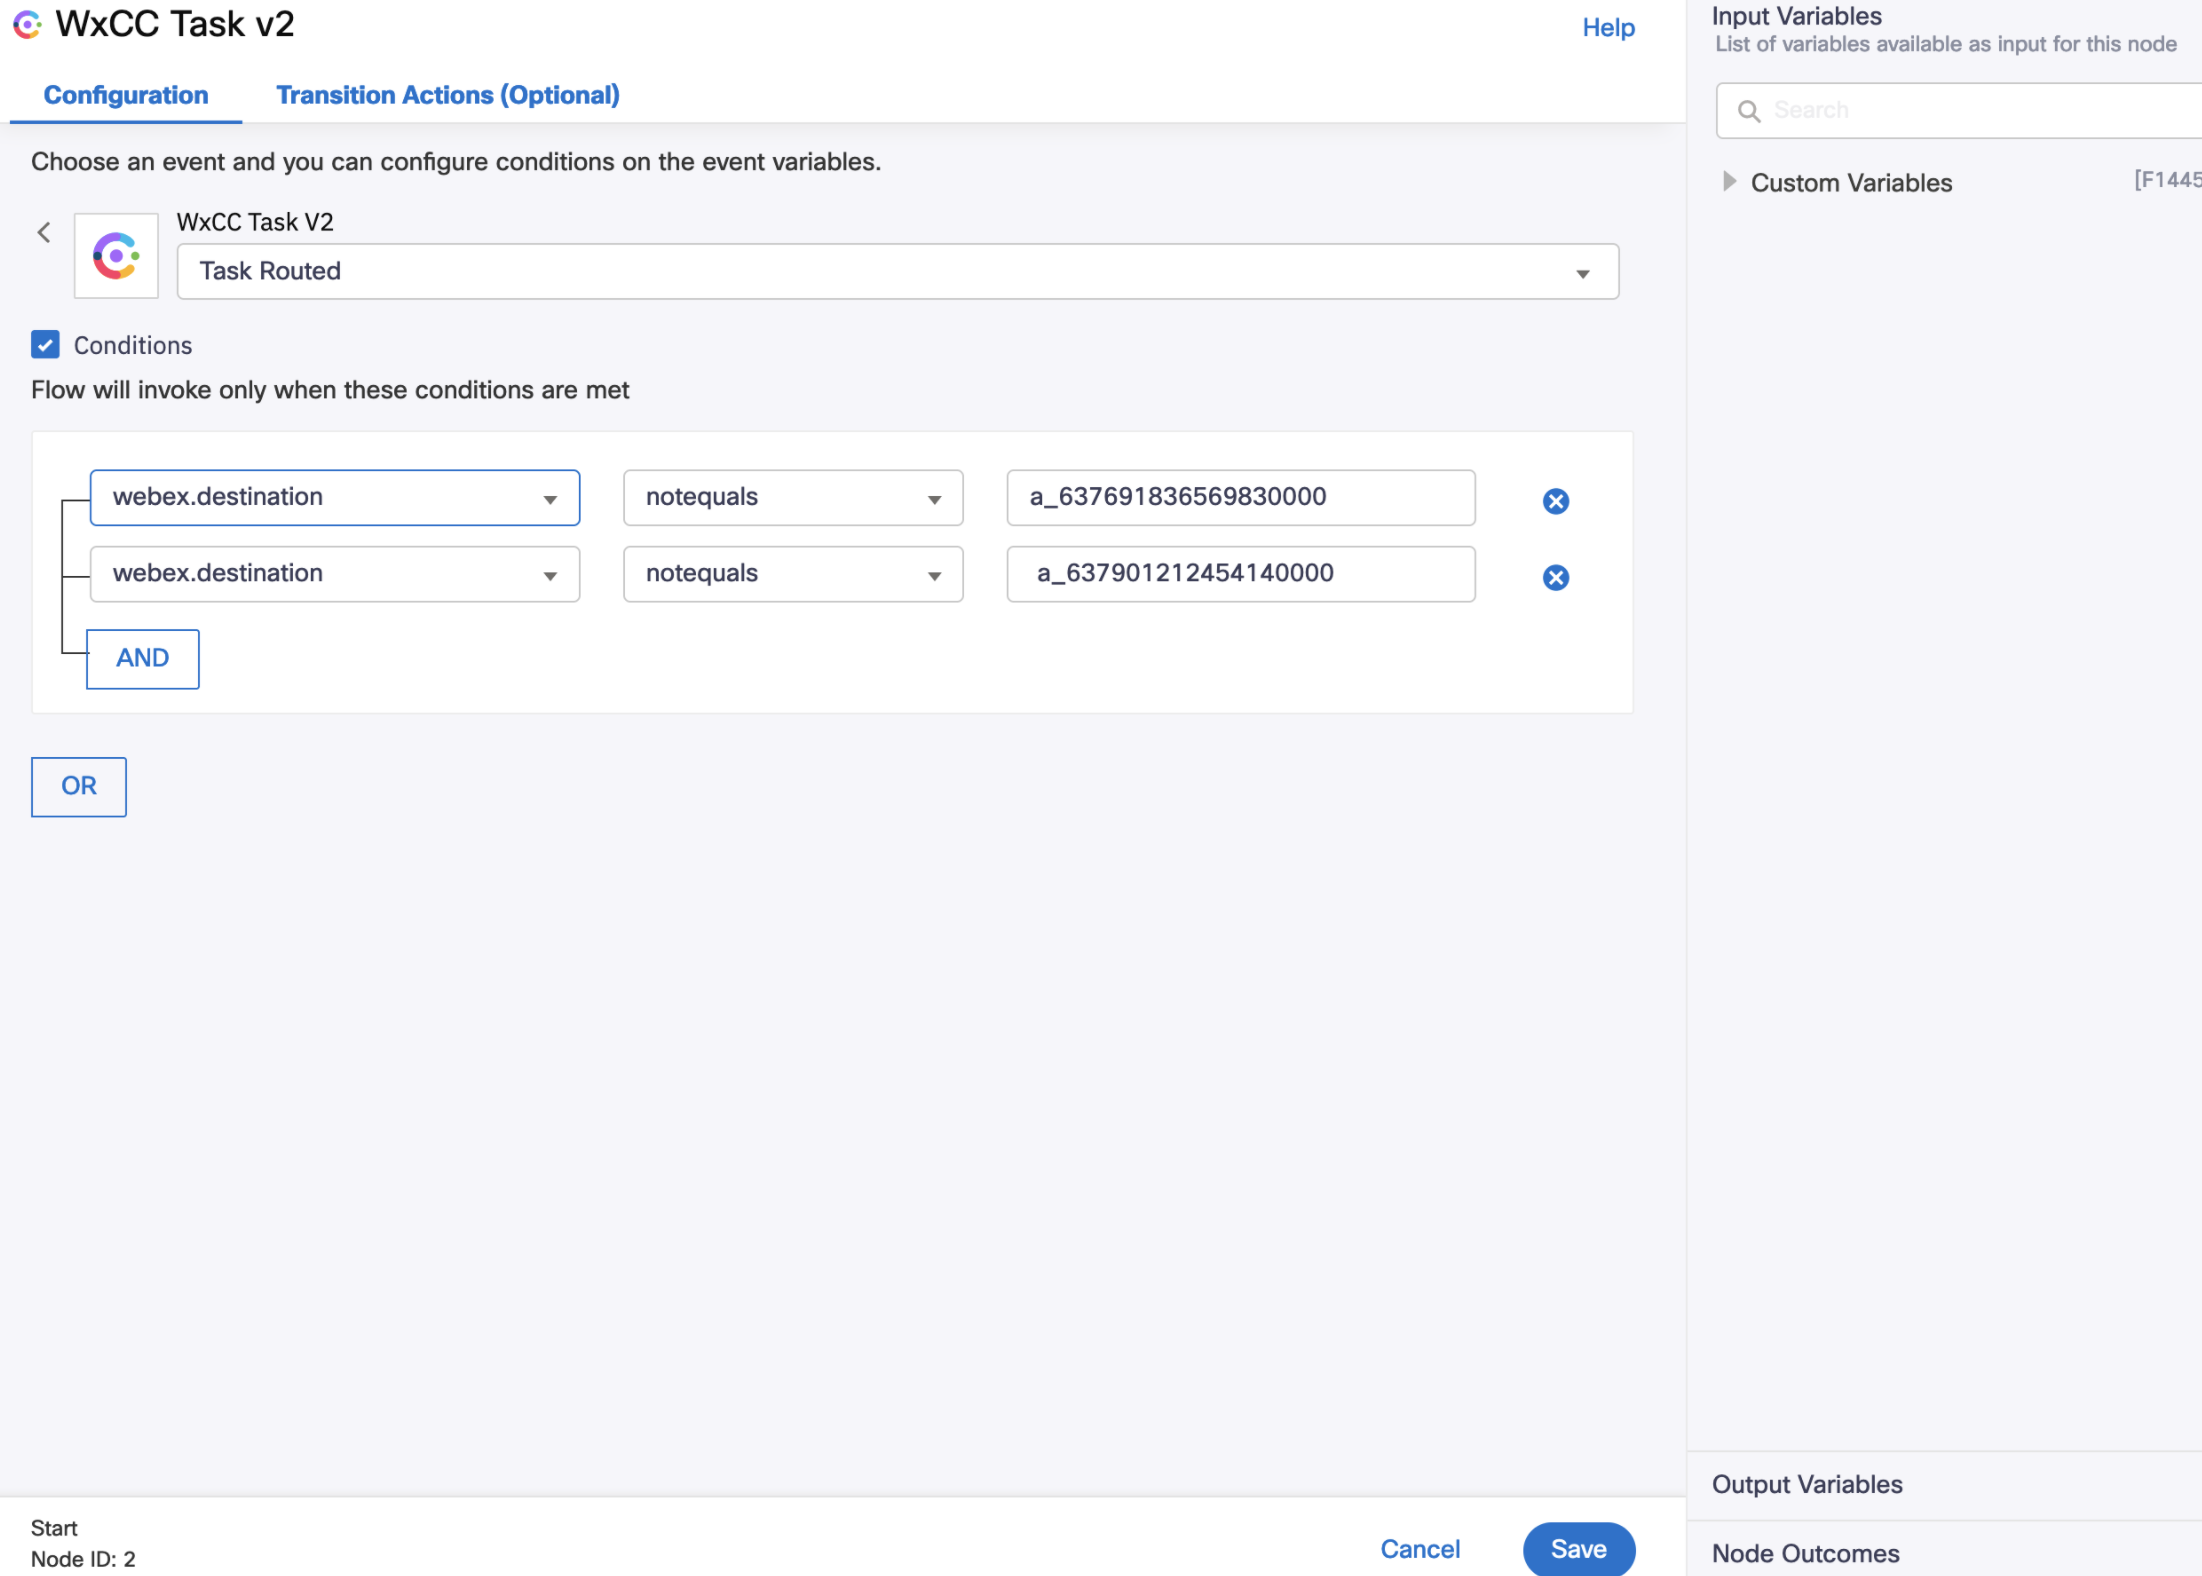 WxCC Task v2
Help
Configuration
Transition Actions (Optional)
Choose an event and you can configure conditions on the event variables.
WxCC Task V2
Task Routed
Conditions
Flow will invoke only when these conditions are met
webex.destination
notequals
a_637691836569830000
webex.destination
notequals
a_637901212454140000
AND
OR
Start
Node ID: 2
Cancel
Save
Input Variables
List of variables available as input for this node
Search
Custom Variables
[F1445
Output Variables
Node Outcomes